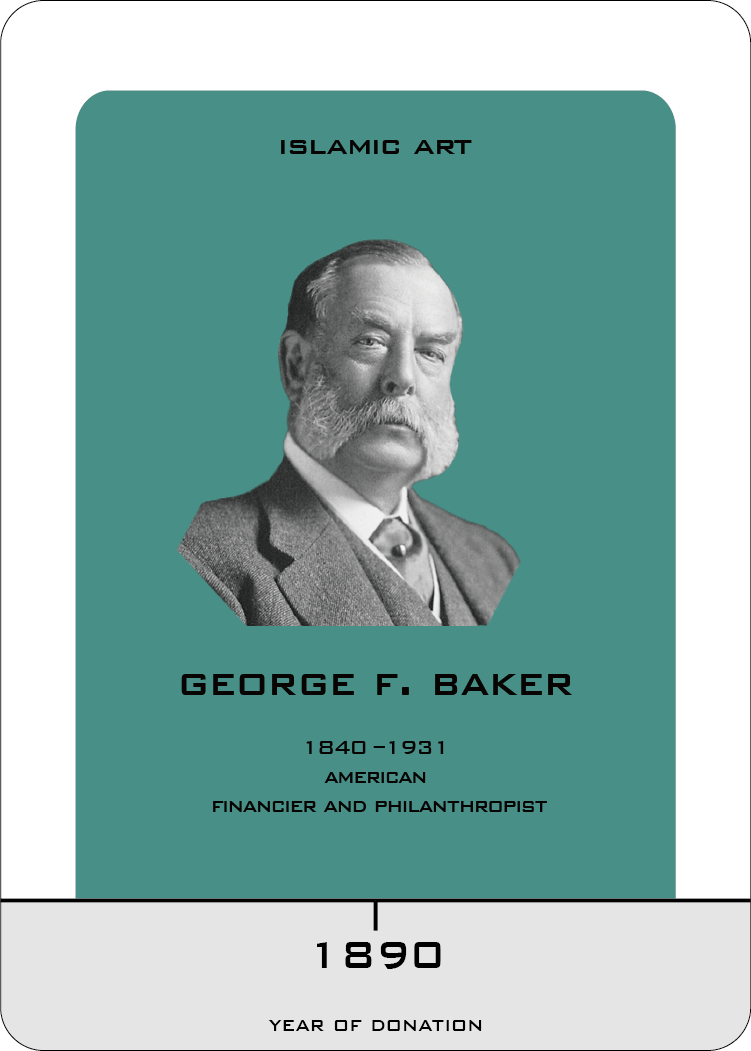 ISLAMIC ART
GEORGE F. BAKER
1840–1931
AMERICAN
FINANCIER AND PHILANTHROPIST
1890
YEAR OF DONATION